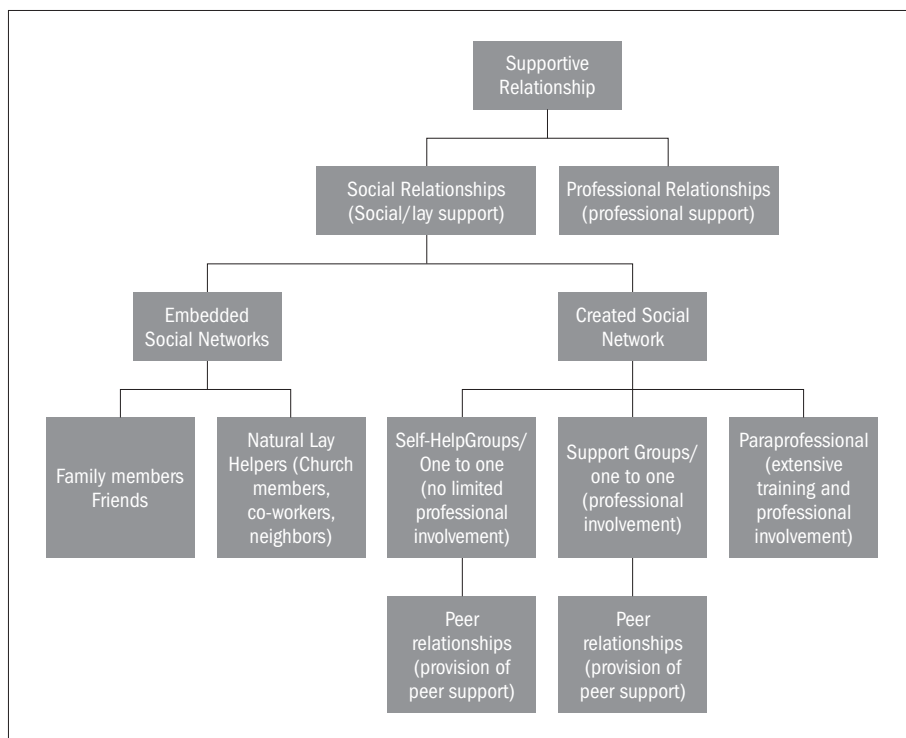 Supportive
Relationship
Social Relationships
(Social/lay support)
Professional Relationships
(professional support)
Embedded
Social Networks
Created Social
Network
Family members
Friends
Natural Lay
Helpers (Church
members,
co-workers,
neighbors)
Self-HelpGroups/
One to one
(no limited
professional
involvement)
Support Groups/
one to one
(professional
involvement)
Paraprofessional
(extensive
training and
professional
involvement)
Peer
relationships
(provision of
peer support)
Peer
relationships
(provision of
peer support)